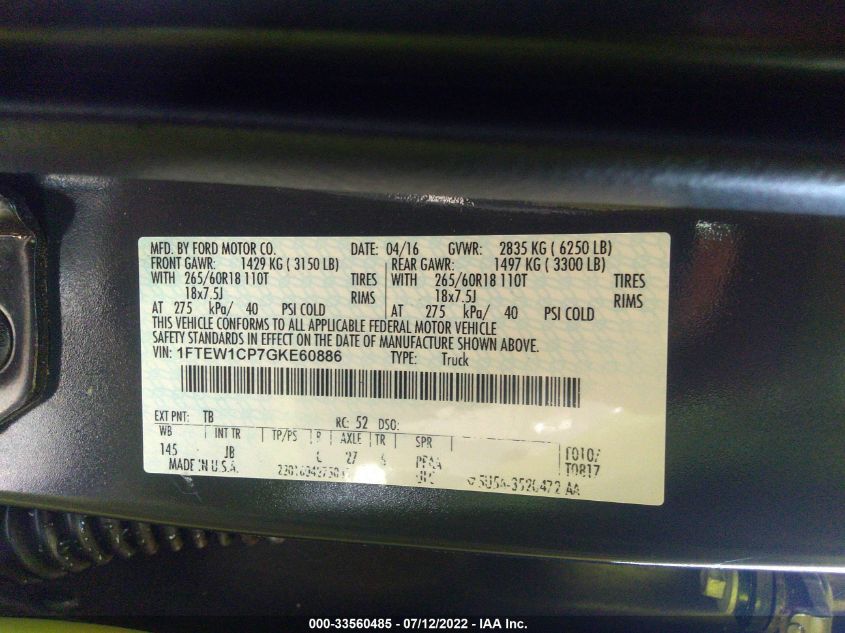 MFD. BY FORD MOTOR CO. DATE: 04/16 GVWR: 2835 KG ( 6250 LB)
FRONT GAWR: 1429 KG ( 3150 LB) REAR GAWR: 1497 KG ( 3300 LB)
WITH 265/60R18 110T TIRES WITH 265/60R18 110T TIRES
18x7.5J RIMS 18x7.5J RIMS
AT 275 kPa/ 40 PSI COLD AT 275 kPa/ 40 PSI COLD
THIS VEHICLE CONFORMS TO ALL APPLICABLE FEDERAL MOTOR VEHICLE
SAFETY STANDARDS IN EFFECT ON THE DATE OF MANUFACTURE SHOWN ABOVE.
VIN: 1FTEW1CP7GKE60886 TYPE: Truck
EXT PNT: TB RC: 52 DSO:
WB INT TR TP/PS R AXLE TR SPR
145 JB 27 6
MADE IN U.S.A.
000-33560485 - 07/12/2022 - IAA Inc.